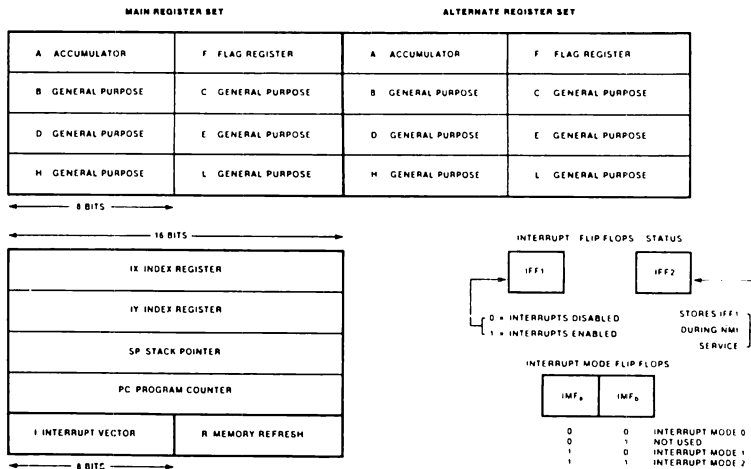 MAIN REGISTER SET
ALTERNATE REGISTER SET
A ACCUMULATOR
F FLAG REGISTER
A ACCUMULATOR
F FLAG REGISTER
B GENERAL PURPOSE
C GENERAL PURPOSE
B GENERAL PURPOSE
C GENERAL PURPOSE
D GENERAL PURPOSE
E GENERAL PURPOSE
D GENERAL PURPOSE
E GENERAL PURPOSE
H GENERAL PURPOSE
L GENERAL PURPOSE
H GENERAL PURPOSE
L GENERAL PURPOSE
8 BITS
16 BITS
IX INDEX REGISTER
IY INDEX REGISTER
SP STACK POINTER
PC PROGRAM COUNTER
I INTERRUPT VECTOR
R MEMORY REFRESH
8 BITS
INTERRUPT FLIP FLOPS STATUS
IFF1
IFF2
0 = INTERRUPTS DISABLED
1 = INTERRUPTS ENABLED
STORES IFF1
DURING NMI
SERVICE
INTERRUPT MODE FLIP FLOPS
IMFa
IMFb
0 0 INTERRUPT MODE 0
0 1 NOT USED
1 0 INTERRUPT MODE 1
1 1 INTERRUPT MODE 2